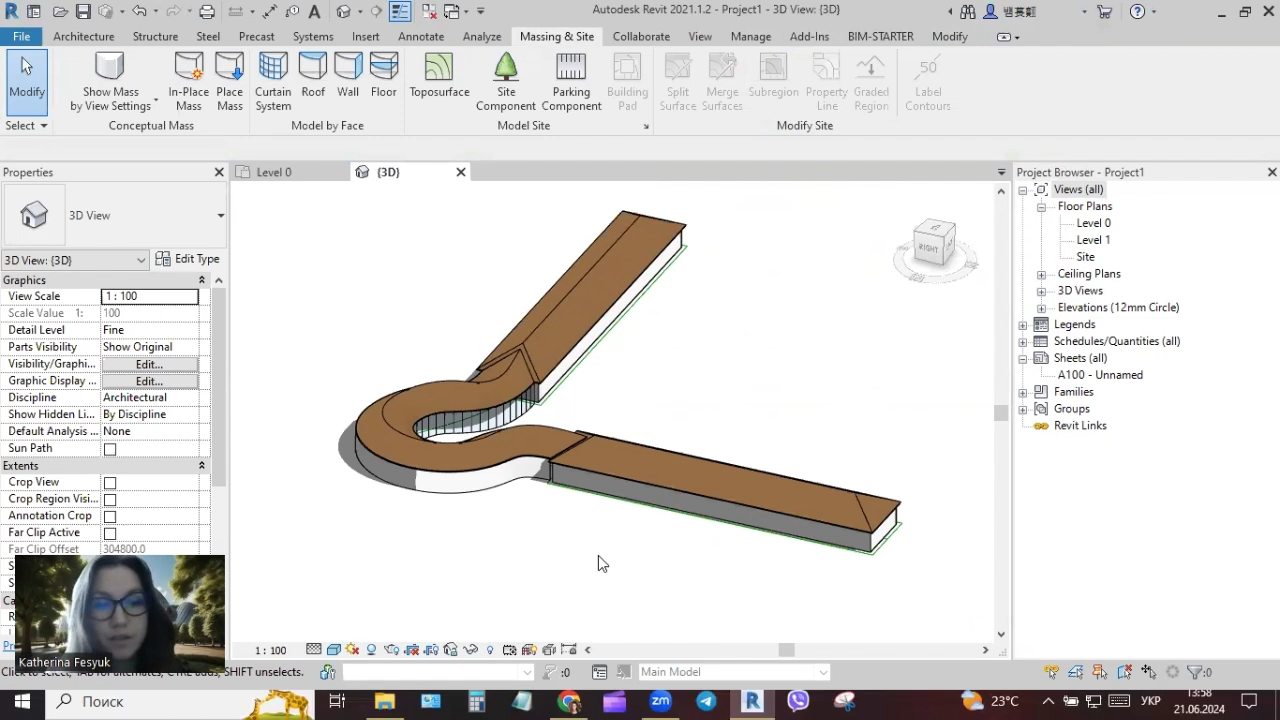 Autodesk Revit 2021.1.2 - Project1 - 3D View: {3D}
File Architecture Structure Steel Precast Systems Insert Annotate Analyze Massing & Site Collaborate View Manage Add-Ins BIM-STARTER Modify
Modify
Show Mass
by View Settings
In-Place
Mass
Place
Mass
Curtain
System
Roof
Wall
Floor
Toposurface
Site
Component
Parking
Component
Building
Pad
Split
Surface
Merge
Surfaces
Subregion
Property
Line
Graded
Region
50
Label
Contours
Select
Conceptual Mass
Model by Face
Model Site
Modify Site
Properties
Level 0
{3D}
Project Browser - Project1
3D View
3D View: {3D}
Edit Type
Graphics
View Scale 1 : 100
Scale Value 1: 100
Detail Level Fine
Parts Visibility Show Original
Visibility/Graphi... Edit...
Graphic Display ... Edit...
Discipline Architectural
Show Hidden Li... By Discipline
Default Analysis ... None
Sun Path
Extents
Crop View
Crop Region Visi...
Annotation Crop
Far Clip Active
Far Clip Offset 304800.0
Katherina Fesyuk
RIGHT
Views (all)
Floor Plans
Level 0
Level 1
Site
Ceiling Plans
3D Views
Elevations (12mm Circle)
Legends
Schedules/Quantities (all)
Sheets (all)
A100 - Unnamed
Families
Groups
Revit Links
1 : 100
SHIFT unselects.
:0
Main Model
:0
Поиск
23°C
УКР
13:58
21.06.2024